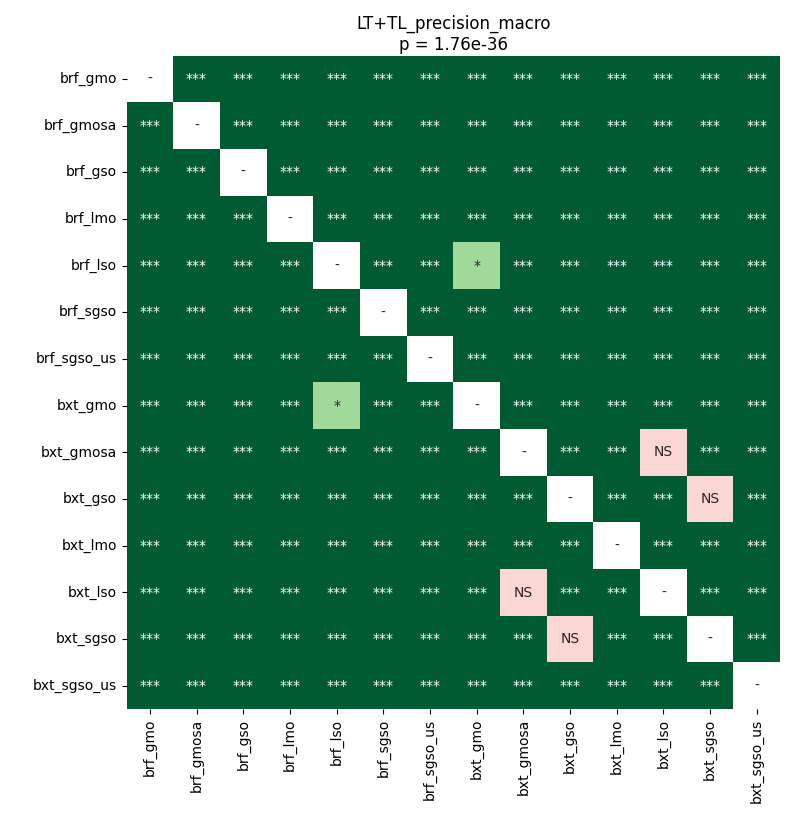 LT+TL_precision_macro
p = 1.76e-36
brf_gmo - *** *** *** *** *** *** *** *** *** *** *** *** ***
brf_gmosa *** - *** *** *** *** *** *** *** *** *** *** *** ***
brf_gso *** *** - *** *** *** *** *** *** *** *** *** *** ***
brf_lmo *** *** *** - *** *** *** *** *** *** *** *** *** ***
brf_lso *** *** *** *** - *** *** * *** *** *** *** *** ***
brf_sgso *** *** *** *** *** - *** *** *** *** *** *** *** ***
brf_sgso_us *** *** *** *** *** *** - *** *** *** *** *** *** ***
bxt_gmo *** *** *** *** * *** *** - *** *** *** *** *** ***
bxt_gmosa *** *** *** *** *** *** *** *** - *** *** NS *** ***
bxt_gso *** *** *** *** *** *** *** *** *** - *** *** NS ***
bxt_lmo *** *** *** *** *** *** *** *** *** *** - *** *** ***
bxt_lso *** *** *** *** *** *** *** *** NS *** *** - *** ***
bxt_sgso *** *** *** *** *** *** *** *** *** NS *** *** - ***
bxt_sgso_us *** *** *** *** *** *** *** *** *** *** *** *** *** -
brf_gmo
brf_gmosa
brf_gso
brf_lmo
brf_lso
brf_sgso
brf_sgso_us
bxt_gmo
bxt_gmosa
bxt_gso
bxt_lmo
bxt_lso
bxt_sgso
bxt_sgso_us